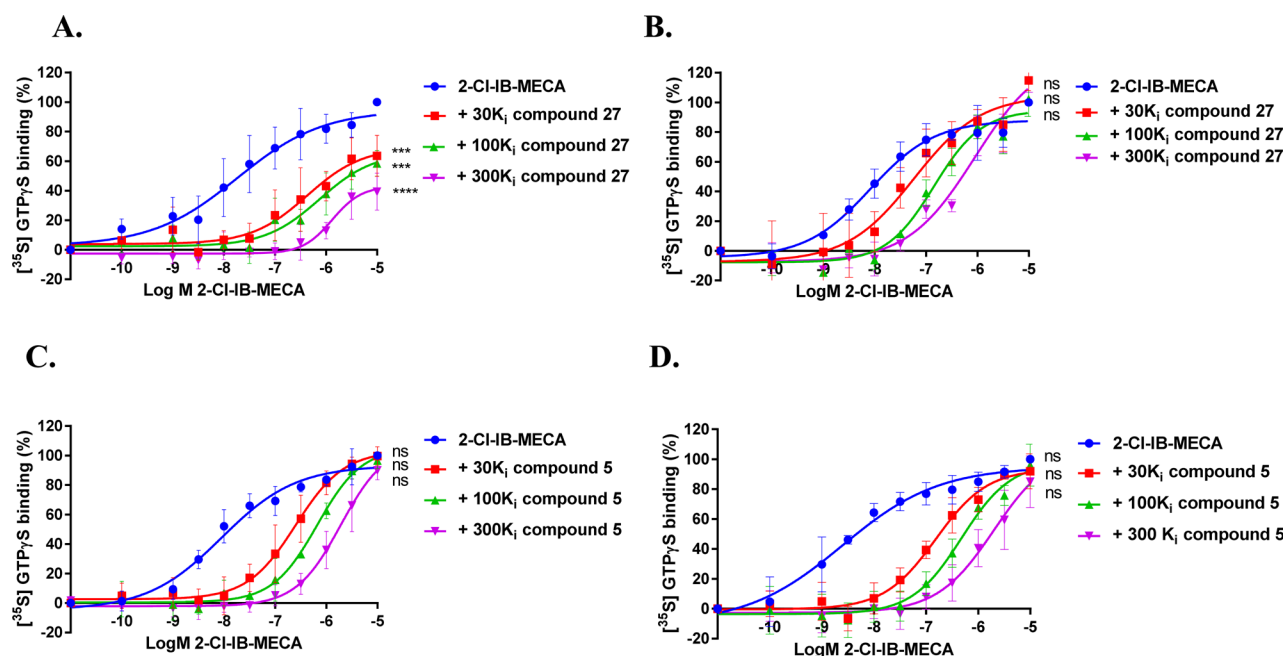 A.
[³⁵S] GTPγS binding (%)
120
100
80
60
40
20
0
-20
-10 -9 -8 -7 -6 -5
Log M 2-Cl-IB-MECA
***
***
****
2-Cl-IB-MECA
+ 30Kᵢ compound 27
+ 100Kᵢ compound 27
+ 300Kᵢ compound 27
B.
[³⁵S] GTPγS binding (%)
120
100
80
60
40
20
0
-20
-10 -9 -8 -7 -6 -5
LogM 2-Cl-IB-MECA
ns
ns
ns
2-Cl-IB-MECA
+ 30Kᵢ compound 27
+ 100Kᵢ compound 27
+ 300Kᵢ compound 27
C.
[³⁵S] GTPγS binding (%)
120
100
80
60
40
20
0
-20
-10 -9 -8 -7 -6 -5
LogM 2-Cl-IB-MECA
ns
ns
ns
2-Cl-IB-MECA
+ 30Kᵢ compound 5
+ 100Kᵢ compound 5
+ 300Kᵢ compound 5
D.
[³⁵S] GTPγS binding (%)
120
100
80
60
40
20
0
-20
-10 -9 -8 -7 -6 -5
LogM 2-Cl-IB-MECA
ns
ns
ns
2-Cl-IB-MECA
+ 30Kᵢ compound 5
+ 100Kᵢ compound 5
+ 300 Kᵢ compound 5